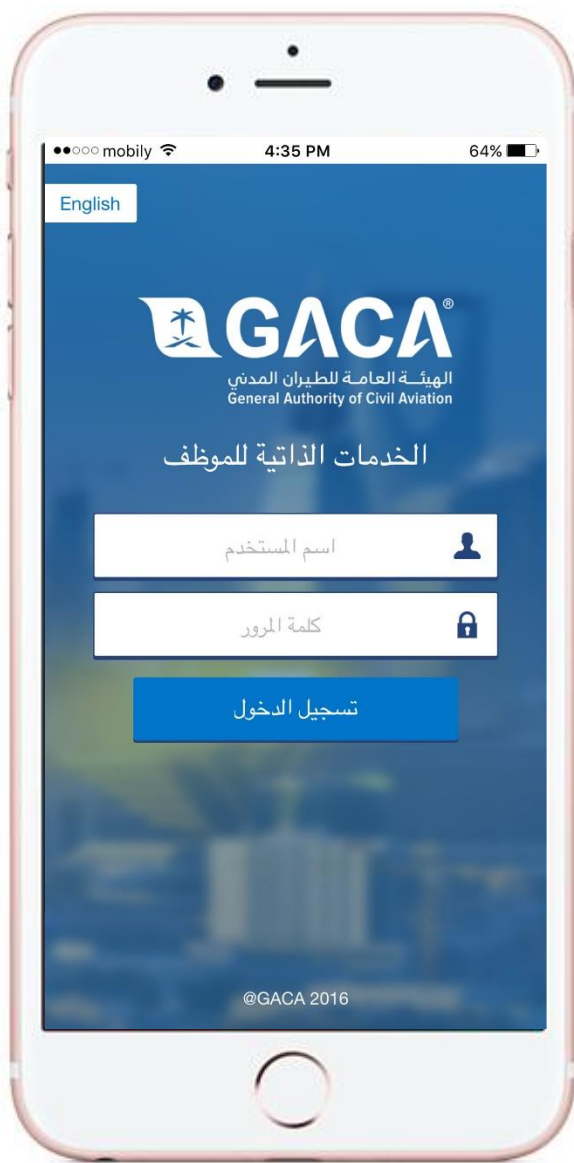 mobily 4:35 PM 64%
English
GACA®
الهيئــة العامـة للطيران المدني
General Authority of Civil Aviation
الخدمات الذاتية للموظف
اسم المستخدم
كلمة المرور
تسجيل الدخول
@GACA 2016